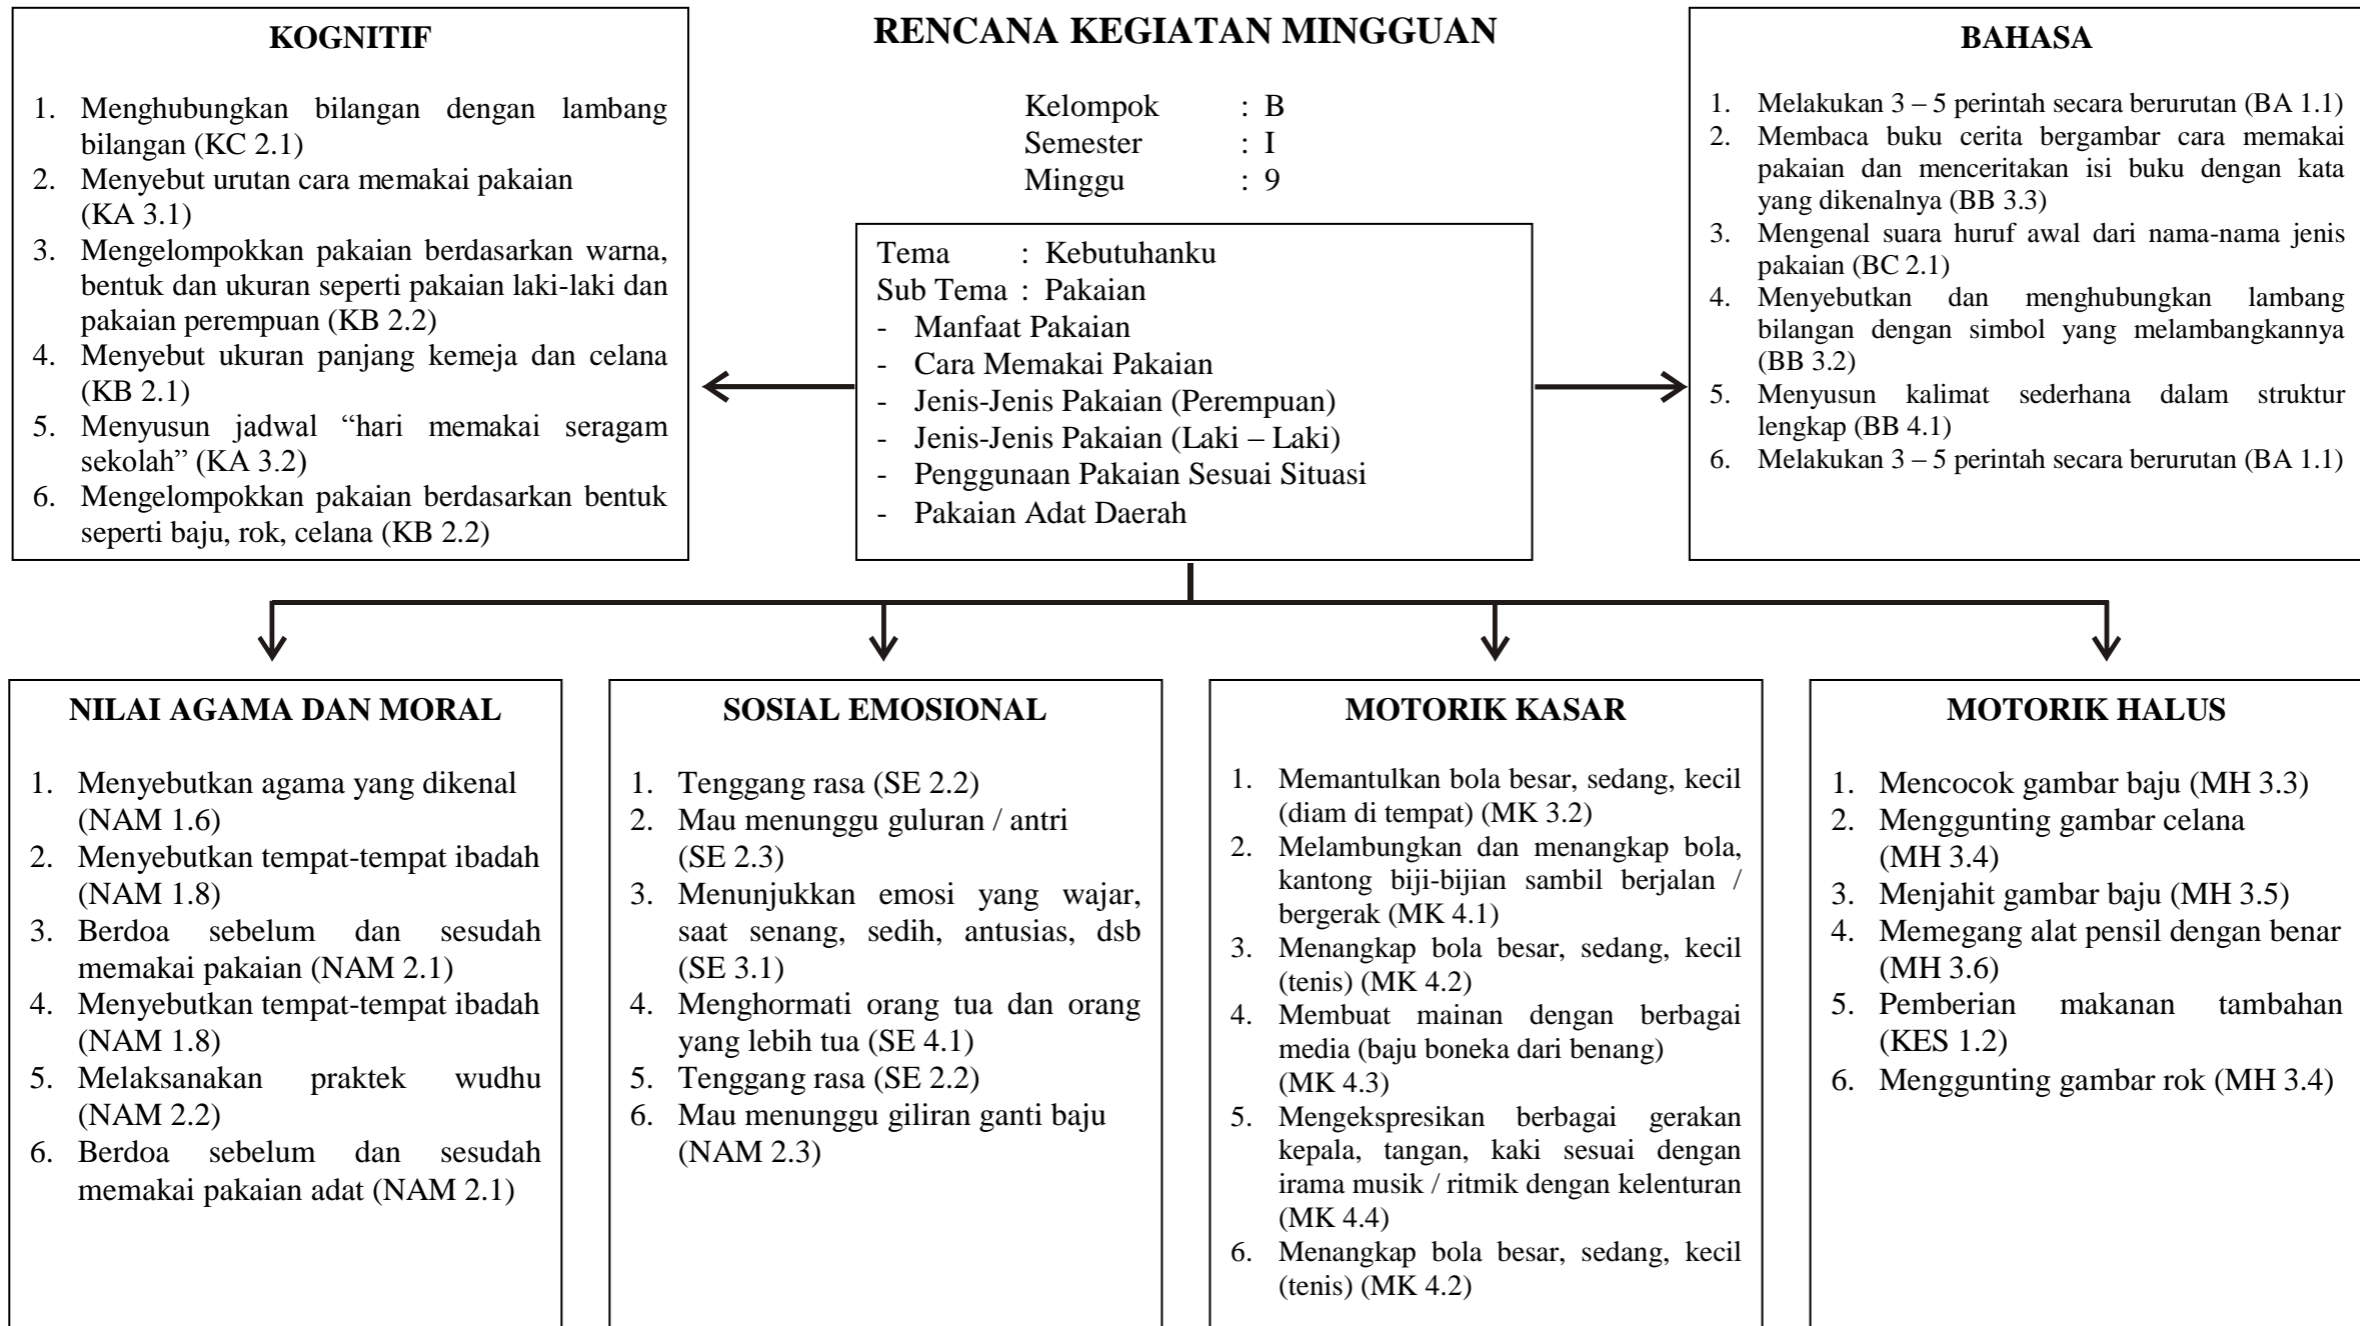 RENCANA KEGIATAN MINGGUAN
Kelompok : B
Semester : I
Minggu : 9
KOGNITIF
1. Menghubungkan bilangan dengan lambang
bilangan (KC 2.1)
2. Menyebut urutan cara memakai pakaian
(KA 3.1)
3. Mengelompokkan pakaian berdasarkan warna,
bentuk dan ukuran seperti pakaian laki-laki dan
pakaian perempuan (KB 2.2)
4. Menyebut ukuran panjang kemeja dan celana
(KB 2.1)
5. Menyusun jadwal “hari memakai seragam
sekolah” (KA 3.2)
6. Mengelompokkan pakaian berdasarkan bentuk
seperti baju, rok, celana (KB 2.2)
Tema : Kebutuhanku
Sub Tema : Pakaian
- Manfaat Pakaian
- Cara Memakai Pakaian
- Jenis-Jenis Pakaian (Perempuan)
- Jenis-Jenis Pakaian (Laki – Laki)
- Penggunaan Pakaian Sesuai Situasi
- Pakaian Adat Daerah
BAHASA
1. Melakukan 3 – 5 perintah secara berurutan (BA 1.1)
2. Membaca buku cerita bergambar cara memakai
pakaian dan menceritakan isi buku dengan kata
yang dikenalnya (BB 3.3)
3. Mengenal suara huruf awal dari nama-nama jenis
pakaian (BC 2.1)
4. Menyebutkan dan menghubungkan lambang
bilangan dengan simbol yang melambangkannya
(BB 3.2)
5. Menyusun kalimat sederhana dalam struktur
lengkap (BB 4.1)
6. Melakukan 3 – 5 perintah secara berurutan (BA 1.1)
NILAI AGAMA DAN MORAL
1. Menyebutkan agama yang dikenal
(NAM 1.6)
2. Menyebutkan tempat-tempat ibadah
(NAM 1.8)
3. Berdoa sebelum dan sesudah
memakai pakaian (NAM 2.1)
4. Menyebutkan tempat-tempat ibadah
(NAM 1.8)
5. Melaksanakan praktek wudhu
(NAM 2.2)
6. Berdoa sebelum dan sesudah
memakai pakaian adat (NAM 2.1)
SOSIAL EMOSIONAL
1. Tenggang rasa (SE 2.2)
2. Mau menunggu guluran / antri
(SE 2.3)
3. Menunjukkan emosi yang wajar,
saat senang, sedih, antusias, dsb
(SE 3.1)
4. Menghormati orang tua dan orang
yang lebih tua (SE 4.1)
5. Tenggang rasa (SE 2.2)
6. Mau menunggu giliran ganti baju
(NAM 2.3)
MOTORIK KASAR
1. Memantulkan bola besar, sedang, kecil
(diam di tempat) (MK 3.2)
2. Melambungkan dan menangkap bola,
kantong biji-bijian sambil berjalan /
bergerak (MK 4.1)
3. Menangkap bola besar, sedang, kecil
(tenis) (MK 4.2)
4. Membuat mainan dengan berbagai
media (baju boneka dari benang)
(MK 4.3)
5. Mengekspresikan berbagai gerakan
kepala, tangan, kaki sesuai dengan
irama musik / ritmik dengan kelenturan
(MK 4.4)
6. Menangkap bola besar, sedang, kecil
(tenis) (MK 4.2)
MOTORIK HALUS
1. Mencocok gambar baju (MH 3.3)
2. Menggunting gambar celana
(MH 3.4)
3. Menjahit gambar baju (MH 3.5)
4. Memegang alat pensil dengan benar
(MH 3.6)
5. Pemberian makanan tambahan
(KES 1.2)
6. Menggunting gambar rok (MH 3.4)